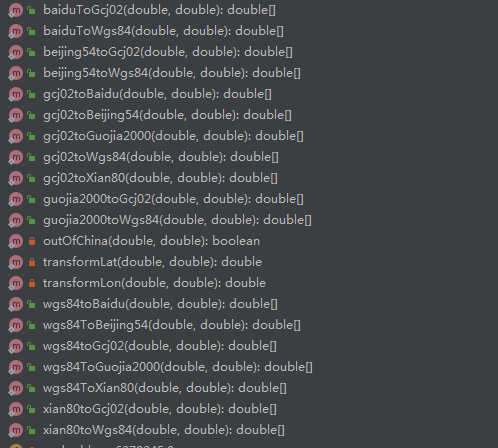 baiduToGcj02(double, double): double[]
baiduToWgs84(double, double): double[]
beijing54toGcj02(double, double): double[]
beijing54toWgs84(double, double): double[]
gcj02toBaidu(double, double): double[]
gcj02toBeijing54(double, double): double[]
gcj02toGuojia2000(double, double): double[]
gcj02toWgs84(double, double): double[]
gcj02toXian80(double, double): double[]
guojia2000toGcj02(double, double): double[]
guojia2000toWgs84(double, double): double[]
outOfChina(double, double): boolean
transformLat(double, double): double
transformLon(double, double): double
wgs84toBaidu(double, double): double[]
wgs84ToBeijing54(double, double): double[]
wgs84toGcj02(double, double): double[]
wgs84ToGuojia2000(double, double): double[]
wgs84ToXian80(double, double): double[]
xian80toGcj02(double, double): double[]
xian80toWgs84(double, double): double[]